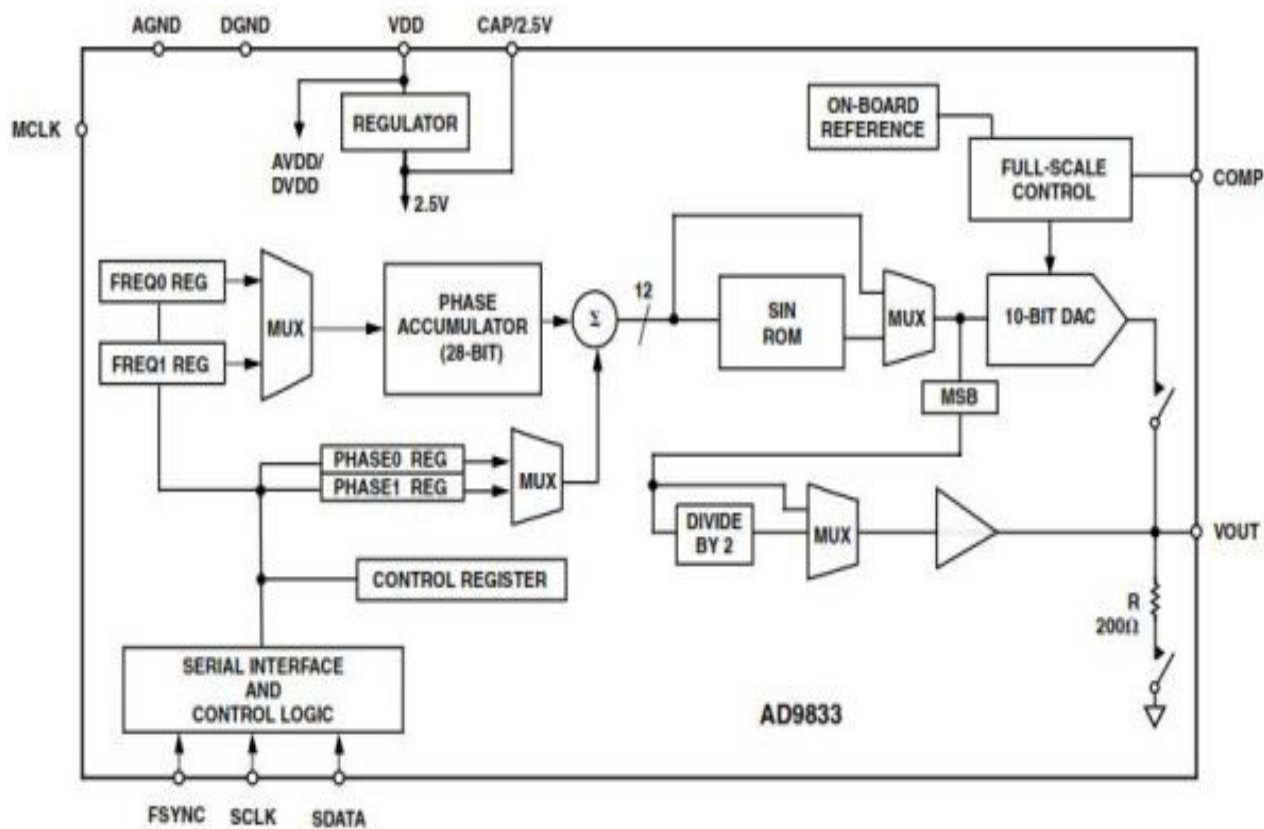 AGND
DGND
VDD
CAP/2.5V
MCLK
REGULATOR
AVDD/
DVDD
2.5V
ON-BOARD
REFERENCE
FULL-SCALE
CONTROL
COMP
FREQ0 REG
FREQ1 REG
MUX
PHASE
ACCUMULATOR
(28-BIT)
Σ
12
SIN
ROM
MUX
10-BIT DAC
MSB
PHASE0 REG
PHASE1 REG
MUX
DIVIDE
BY 2
MUX
VOUT
CONTROL REGISTER
R
200Ω
SERIAL INTERFACE
AND
CONTROL LOGIC
AD9833
FSYNC
SCLK
SDATA